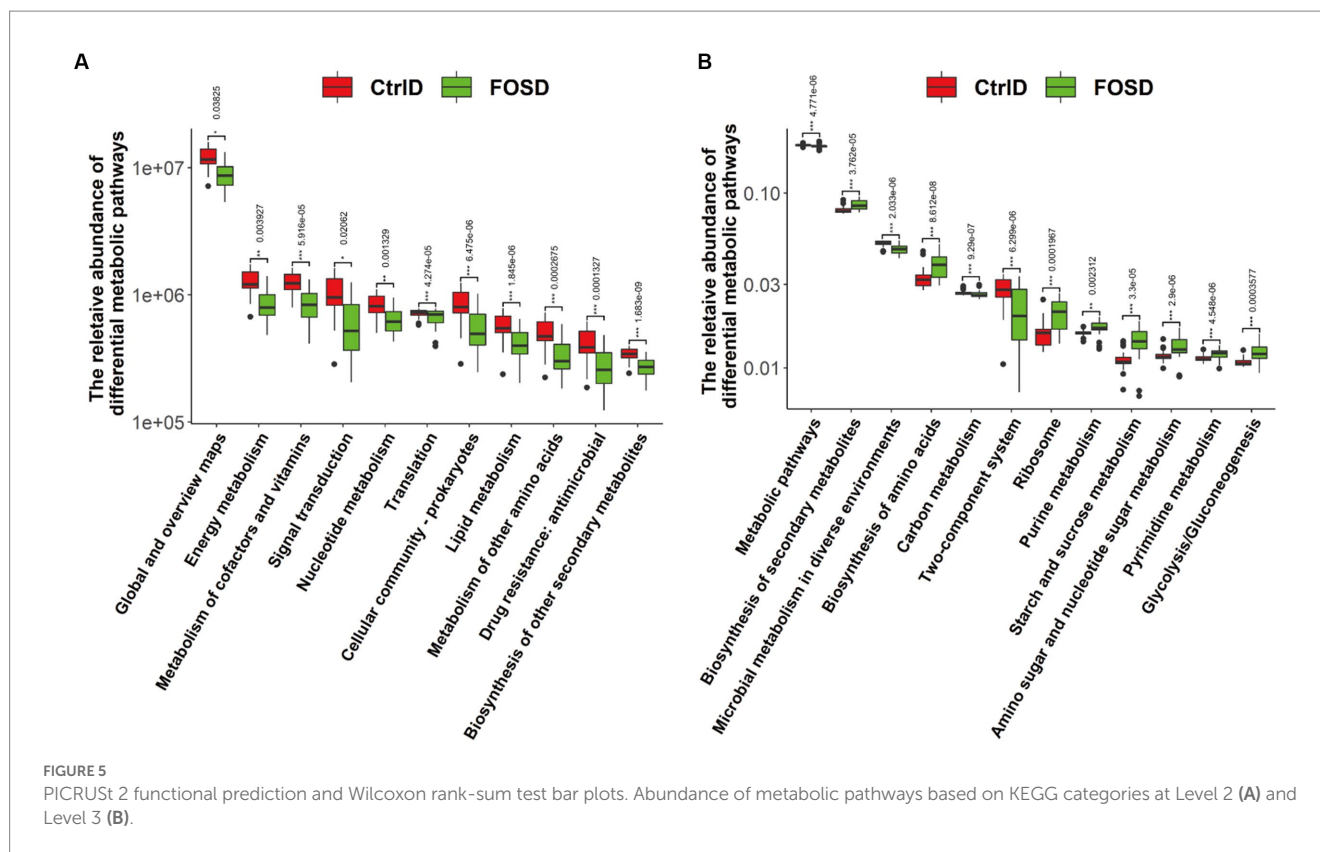 A
CtrlD FOSD
The reletaive abundance of
differential metabolic pathways
1e+07
1e+06
1e+05
* 0.03825
** 0.003927
*** 5.916e-05
* 0.02062
** 0.001329
*** 4.274e-05
*** 6.475e-06
*** 1.845e-06
*** 0.0002675
*** 0.0001327
*** 1.683e-09
Global and overview maps
Energy metabolism
Metabolism of cofactors and vitamins
Signal transduction
Nucleotide metabolism
Translation
Cellular community - prokaryotes
Lipid metabolism
Metabolism of other amino acids
Drug resistance: antimicrobial
Biosynthesis of other secondary metabolites
B
CtrlD FOSD
The reletaive abundance of
differential metabolic pathways
0.10
0.03
0.01
*** 4.771e-06
*** 3.762e-05
*** 2.033e-06
*** 8.612e-08
*** 9.29e-07
*** 6.299e-06
*** 0.0001967
** 0.002312
*** 3.3e-05
*** 2.9e-06
*** 4.548e-06
*** 0.0003577
Metabolic pathways
Biosynthesis of secondary metabolites
Microbial metabolism in diverse environments
Biosynthesis of amino acids
Carbon metabolism
Two-component system
Ribosome
Purine metabolism
Starch and sucrose metabolism
Amino sugar and nucleotide sugar metabolism
Pyrimidine metabolism
Glycolysis/Gluconeogenesis
FIGURE 5
PICRUSt 2 functional prediction and Wilcoxon rank-sum test bar plots. Abundance of metabolic pathways based on KEGG categories at Level 2 (A) and
Level 3 (B).